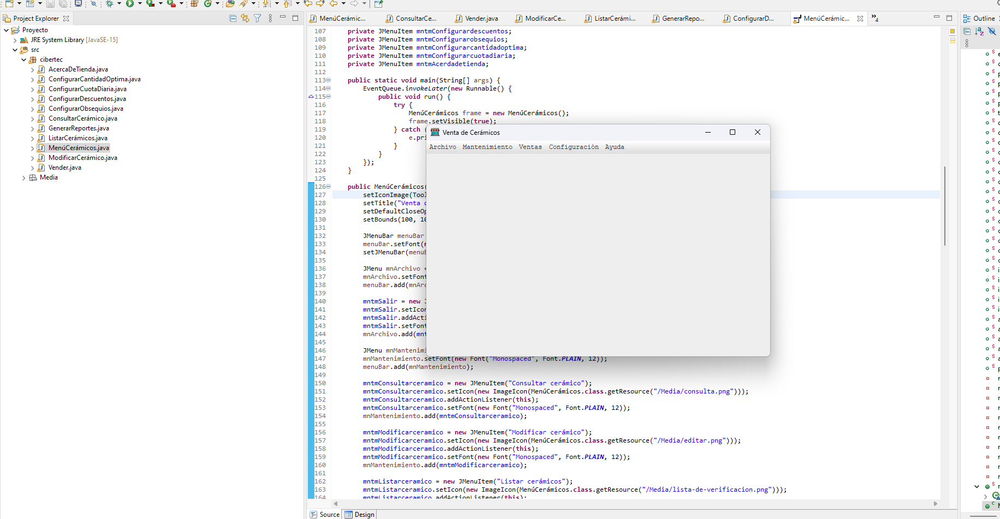 Project Explorer
Proyecto
JRE System Library [JavaSE-15]
src
cibertec
AcercaDeTienda.java
ConfigurarCantidadOptima.java
ConfigurarCuotaDiaria.java
ConfigurarDescuentos.java
ConfigurarObsequios.java
ConsultarCerámico.java
GenerarReportes.java
ListarCerámicos.java
MenúCerámicos.java
ModificarCerámico.java
Vender.java
Media
MenúCerámic... ConsultarCe... Vender.java ModificarCe... ListarCerámi... GenerarRepo... ConfigurarD... MenúCerámic... »4
107 private JMenuItem mntmConfigurardescuentos;
108 private JMenuItem mntmConfigurarobsequios;
109 private JMenuItem mntmConfigurarcantidadoptima;
110 private JMenuItem mntmConfigurarcuotadiaria;
111 private JMenuItem mntmAcerdadetienda;
112
113 public static void main(String[] args) {
114 EventQueue.invokeLater(new Runnable() {
115 public void run() {
116 try {
117 MenúCerámicos frame = new MenúCerámicos();
118 frame.setVisible(true);
119 } catch (
120 e.pri
121 }
122 }
123 });
124 }
125
126 public MenúCerámicos(
127 setIconImage(Tool
128 setTitle("Venta d
129 setDefaultCloseOp
130 setBounds(100, 10
131
132 JMenuBar menuBar
133 menuBar.setFont(n
134 setJMenuBar(menuB
135
136 JMenu mnArchivo =
137 mnArchivo.setFont
138 menuBar.add(mnArc
139
140 mntmSalir = new J
141 mntmSalir.setIcon
142 mntmSalir.addActi
143 mntmSalir.setFont
144 mnArchivo.add(mnt
145
146 JMenu mnMantenimi
147 mnMantenimiento.setFont(new Font("Monospaced", Font.PLAIN, 12));
148 menuBar.add(mnMantenimiento);
149
150 mntmConsultarceramico = new JMenuItem("Consultar cerámico");
151 mntmConsultarceramico.setIcon(new ImageIcon(MenúCerámicos.class.getResource("/Media/consulta.png")));
152 mntmConsultarceramico.addActionListener(this);
153 mntmConsultarceramico.setFont(new Font("Monospaced", Font.PLAIN, 12));
154 mnMantenimiento.add(mntmConsultarceramico);
155
156 mntmModificarceramico = new JMenuItem("Modificar cerámico");
157 mntmModificarceramico.setIcon(new ImageIcon(MenúCerámicos.class.getResource("/Media/editar.png")));
158 mntmModificarceramico.addActionListener(this);
159 mntmModificarceramico.setFont(new Font("Monospaced", Font.PLAIN, 12));
160 mnMantenimiento.add(mntmModificarceramico);
161
162 mntmListarceramico = new JMenuItem("Listar cerámicos");
163 mntmListarceramico.setIcon(new ImageIcon(MenúCerámicos.class.getResource("/Media/lista-de-verificacion.png")));
164 mntmListarceramico.addActionListener(this);
Venta de Cerámicos
Archivo Mantenimiento Ventas Configuración Ayuda
Source Design
Outline